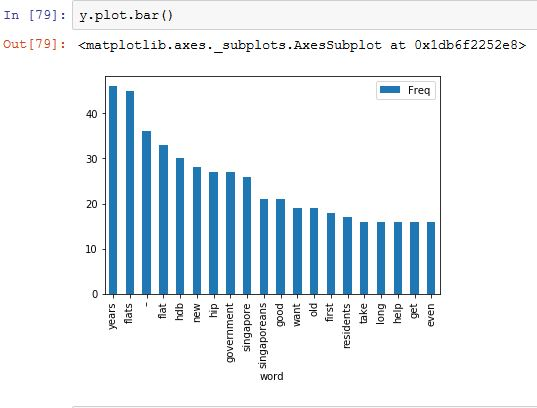 In [79]: y.plot.bar()
Out[79]: <matplotlib.axes._subplots.AxesSubplot at 0x1db6f2252e8>
Freq
40
30
20
10
0
years
flats
–
flat
hdb
new
hip
government
singapore
singaporeans
good
want
old
first
residents
take
long
help
get
even
word